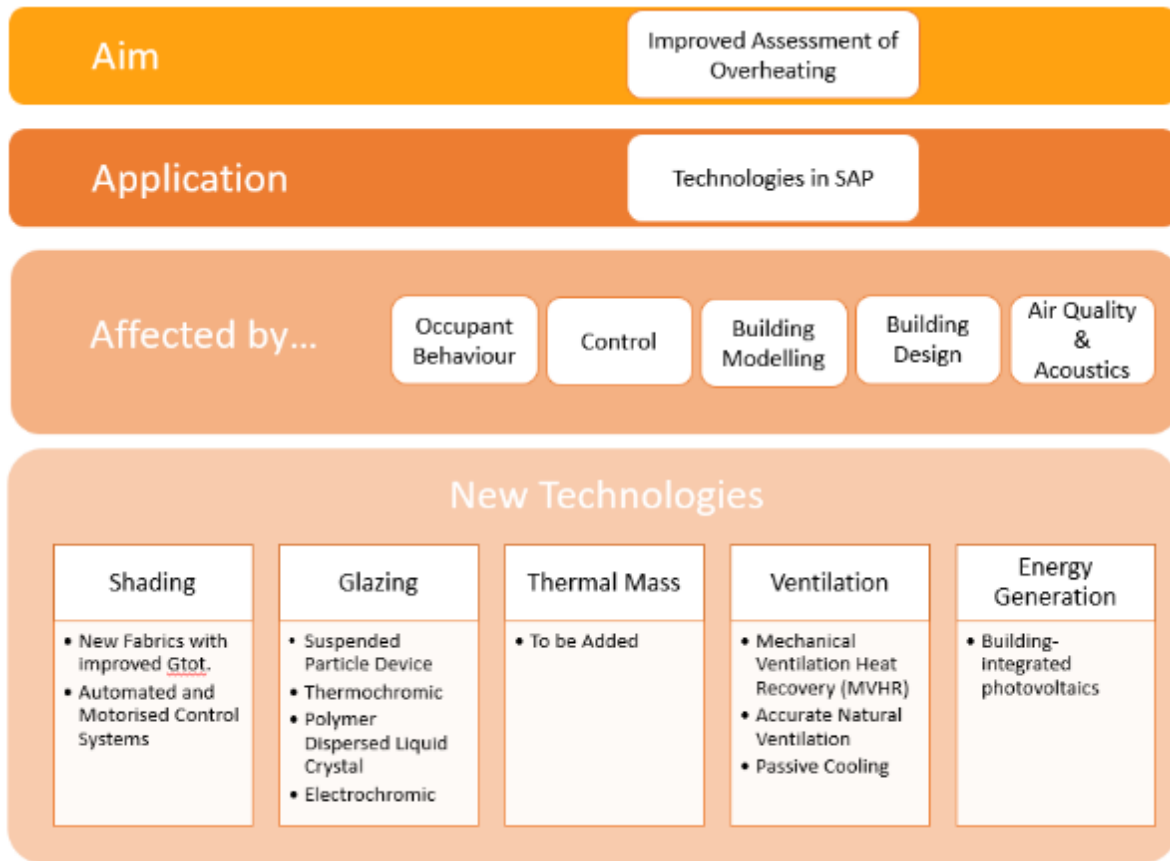 Aim
Improved Assessment of
Overheating
Application
Technologies in SAP
Affected by...
Occupant
Behaviour
Control
Building
Modelling
Building
Design
Air Quality
&
Acoustics
New Technologies
Shading
• New Fabrics with
improved Gtot.
• Automated and
Motorised Control
Systems
Glazing
• Suspended
Particle Device
• Thermochromic
• Polymer
Dispersed Liquid
Crystal
• Electrochromic
Thermal Mass
• To be Added
Ventilation
• Mechanical
Ventilation Heat
Recovery (MVHR)
• Accurate Natural
Ventilation
• Passive Cooling
Energy
Generation
• Building-
integrated
photovoltaics